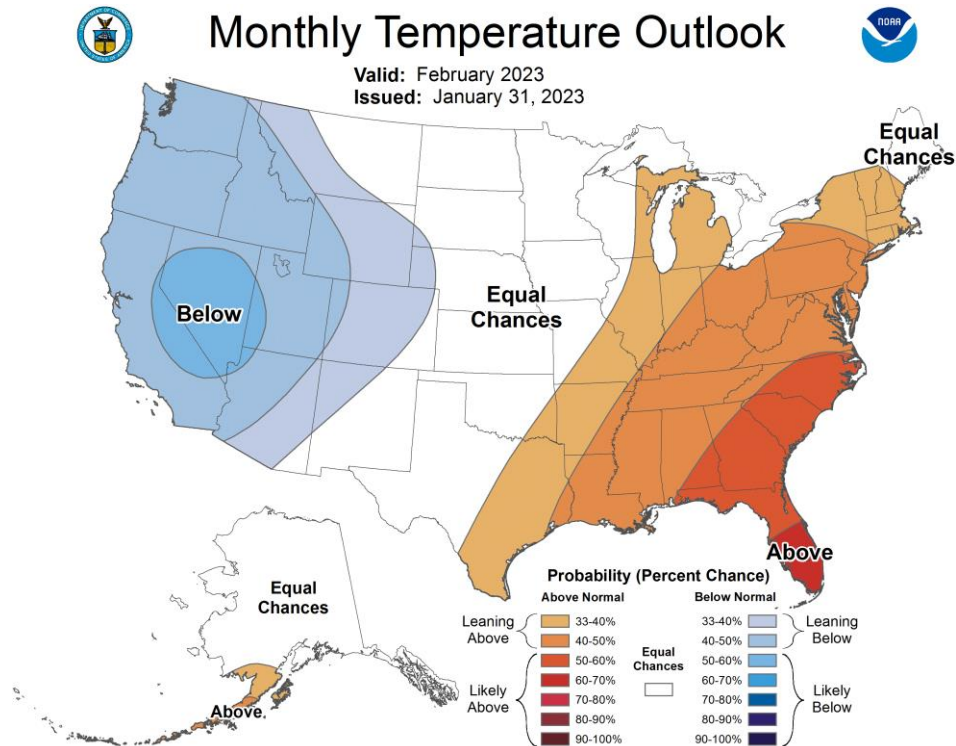 Monthly Temperature Outlook
NOAA
Valid: February 2023
Issued: January 31, 2023
Equal
Chances
Below
Equal
Chances
Above
Equal
Chances
Above
Probability (Percent Chance)
Above Normal
Below Normal
Leaning
Above
33-40%
40-50%
Likely
Above
50-60%
60-70%
70-80%
80-90%
90-100%
Equal
Chances
33-40%
40-50%
Leaning
Below
50-60%
60-70%
70-80%
80-90%
90-100%
Likely
Below